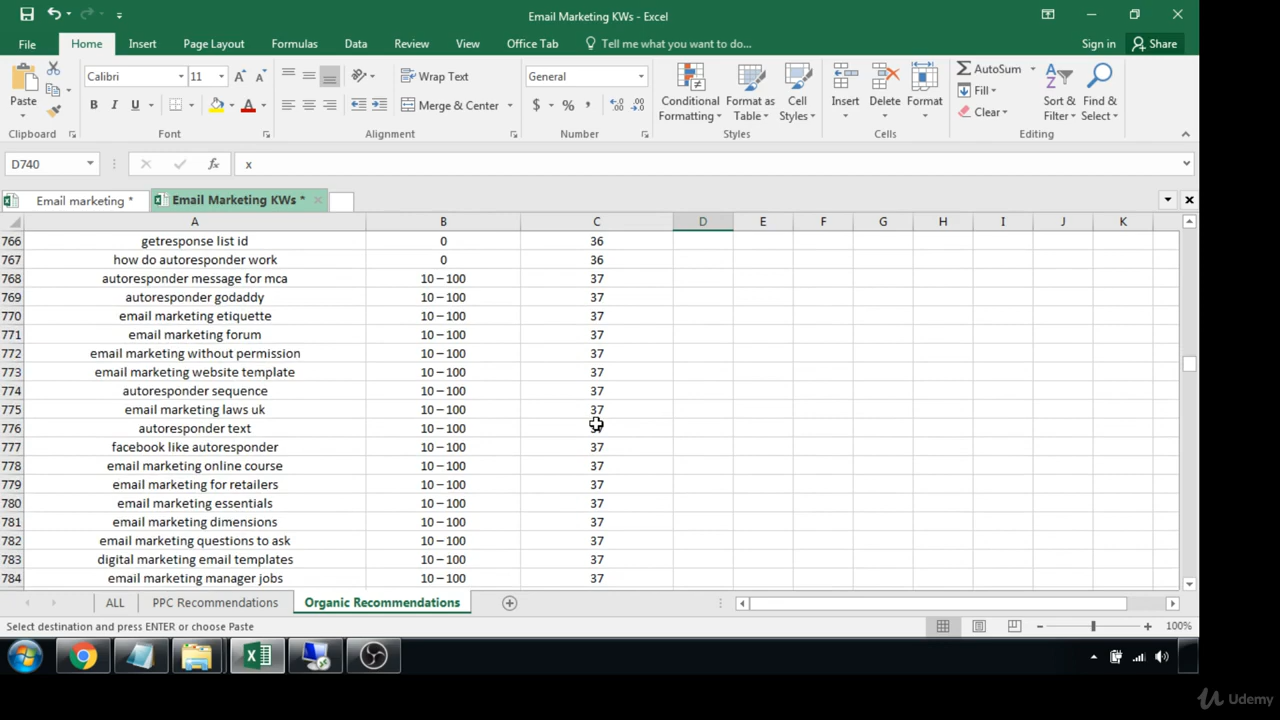 Email Marketing KWs - Excel
File Home Insert Page Layout Formulas Data Review View Office Tab Tell me what you want to do... Sign in Share
Calibri 11 Wrap Text General AutoSum
Paste Conditional Formatting Format as Table Cell Styles Insert Delete Format Fill Sort & Filter Find & Select
Merge & Center Clear
Clipboard Font Alignment Number Styles Cells Editing
D740 fx x
Email marketing * Email Marketing KWs *
A B C D E F G H I J K
766 getresponse list id 0 36
767 how do autoresponder work 0 36
768 autoresponder message for mca 10 – 100 37
769 autoresponder godaddy 10 – 100 37
770 email marketing etiquette 10 – 100 37
771 email marketing forum 10 – 100 37
772 email marketing without permission 10 – 100 37
773 email marketing website template 10 – 100 37
774 autoresponder sequence 10 – 100 37
775 email marketing laws uk 10 – 100 37
776 autoresponder text 10 – 100 37
777 facebook like autoresponder 10 – 100 37
778 email marketing online course 10 – 100 37
779 email marketing for retailers 10 – 100 37
780 email marketing essentials 10 – 100 37
781 email marketing dimensions 10 – 100 37
782 email marketing questions to ask 10 – 100 37
783 digital marketing email templates 10 – 100 37
784 email marketing manager jobs 10 – 100 37
ALL PPC Recommendations Organic Recommendations
Select destination and press ENTER or choose Paste 100%
Udemy